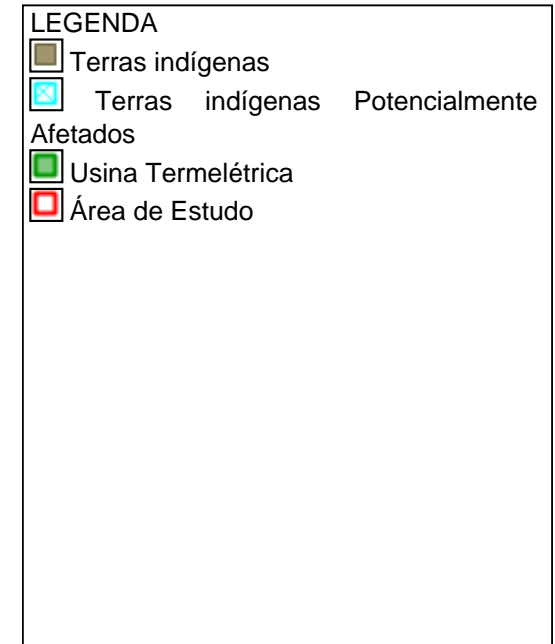 LEGENDA
Terras indígenas
Terras indígenas Potencialmente
Afetados
Usina Termelétrica
Área de Estudo